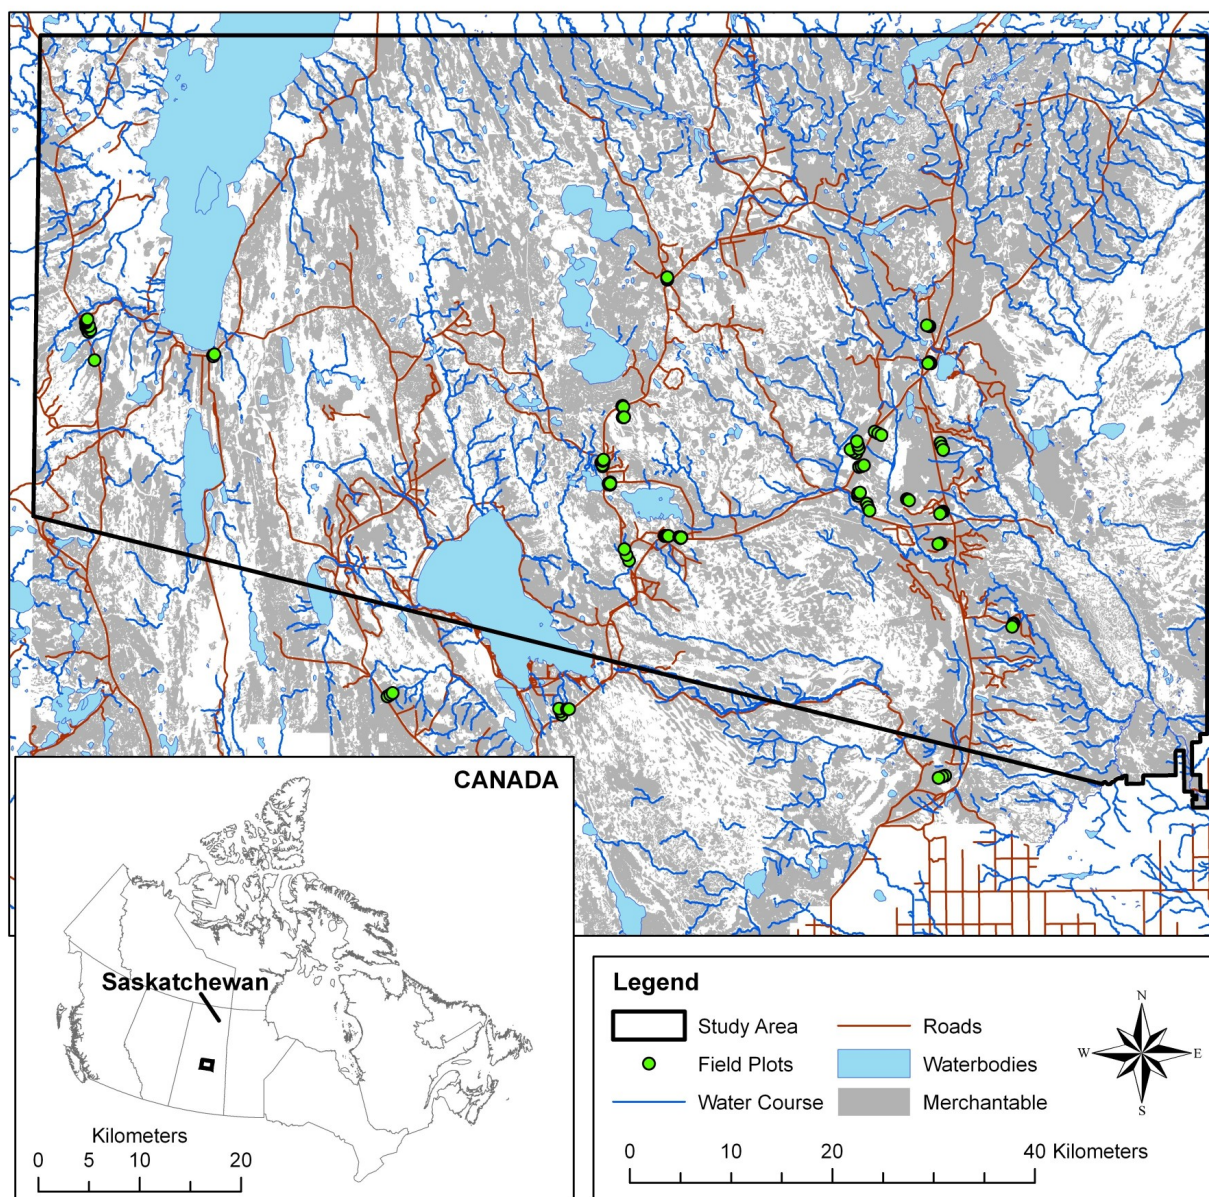 CANADA
Saskatchewan
Kilometers
0 5 10 20
Legend
Study Area
Roads
Field Plots
Waterbodies
Water Course
Merchantable
N
W E
S
0 10 20 40 Kilometers